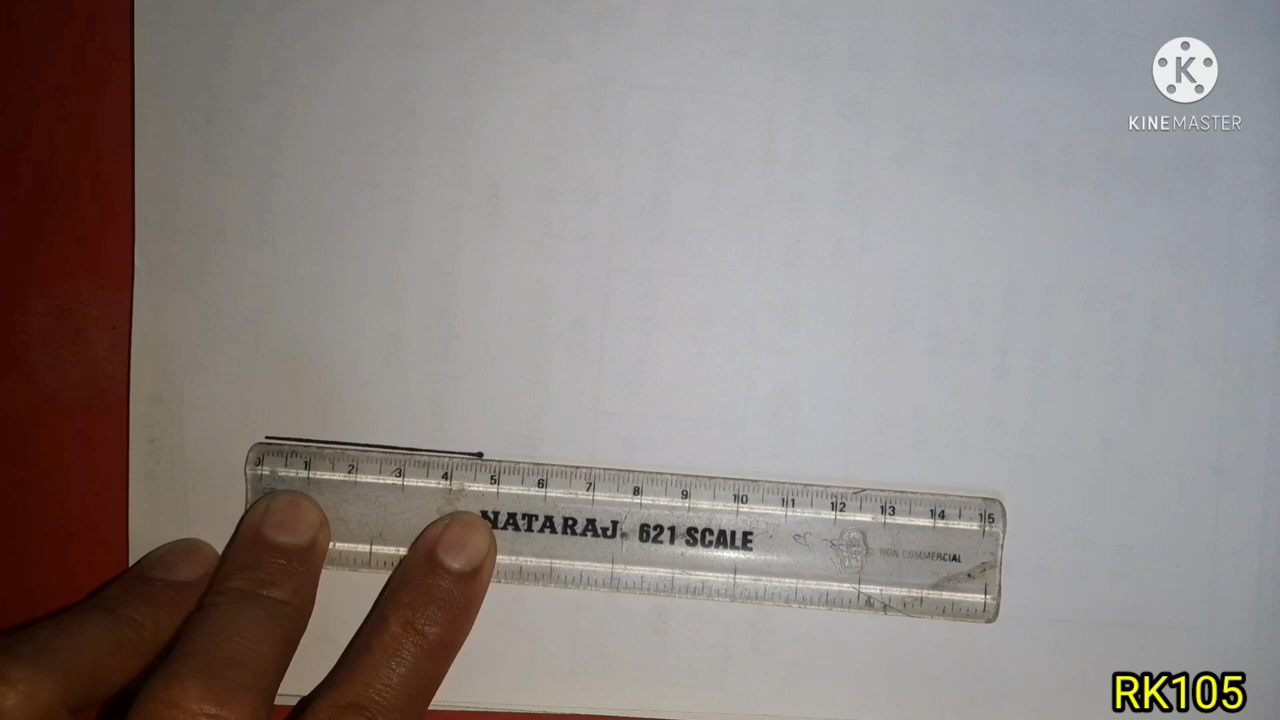 KINEMASTER
0 1 2 3 4 5 6 7 8 9 10 11 12 13 14 15
NATARAJ 621 SCALE
NON COMMERCIAL
RK105